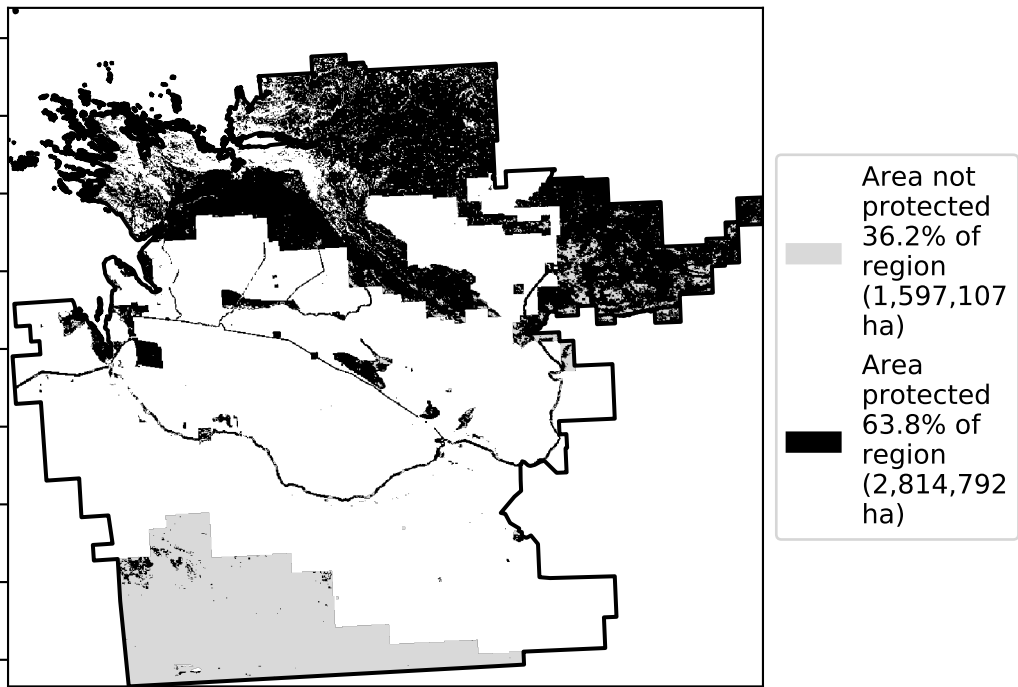 Area not
protected
36.2% of
region
(1,597,107
ha)
Area
protected
63.8% of
region
(2,814,792
ha)